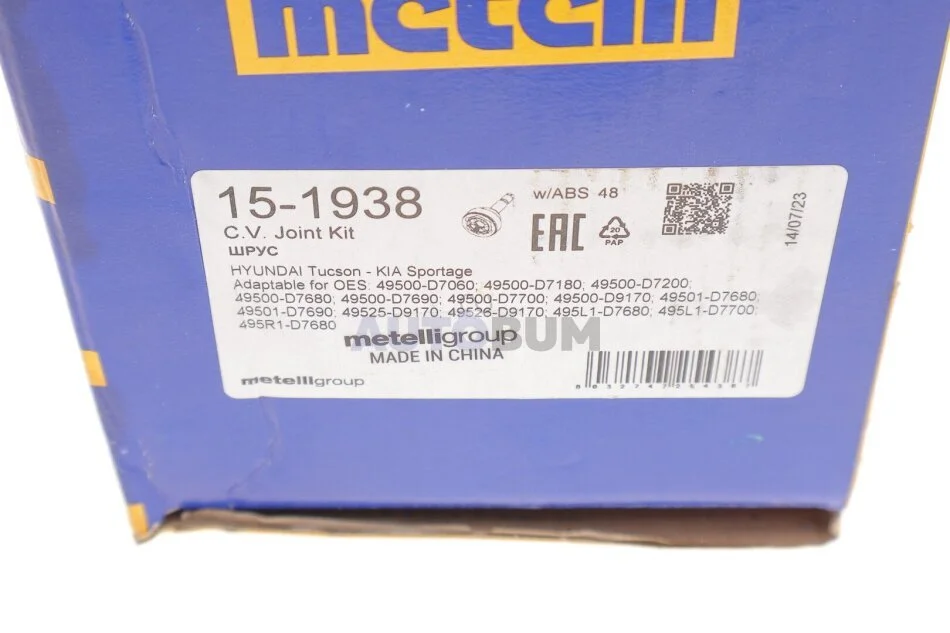 metelli
15-1938
w/ABS 48
C.V. Joint Kit
ШРУС
EAC
20
PAP
14/07/23
HYUNDAI Tucson - KIA Sportage
Adaptable for OES: 49500-D7060; 49500-D7180; 49500-D7200;
49500-D7680; 49500-D7690; 49500-D7700; 49500-D9170; 49501-D7680;
49501-D7690; 49525-D9170; 49526-D9170; 495L1-D7680; 495L1-D7700;
495R1-D7680
AUTOBUM
metelligroup
MADE IN CHINA
metelligroup